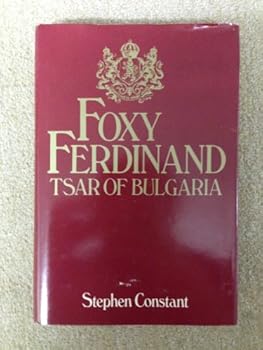 FOXY
FERDINAND
TSAR OF BULGARIA
Stephen Constant